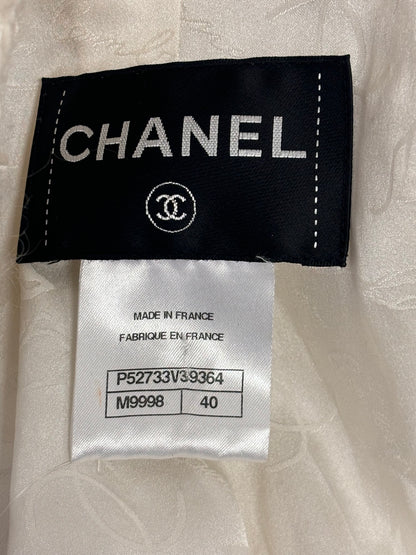 CHANEL
MADE IN FRANCE
FABRIQUE EN FRANCE
P52733V39364
M9998 40